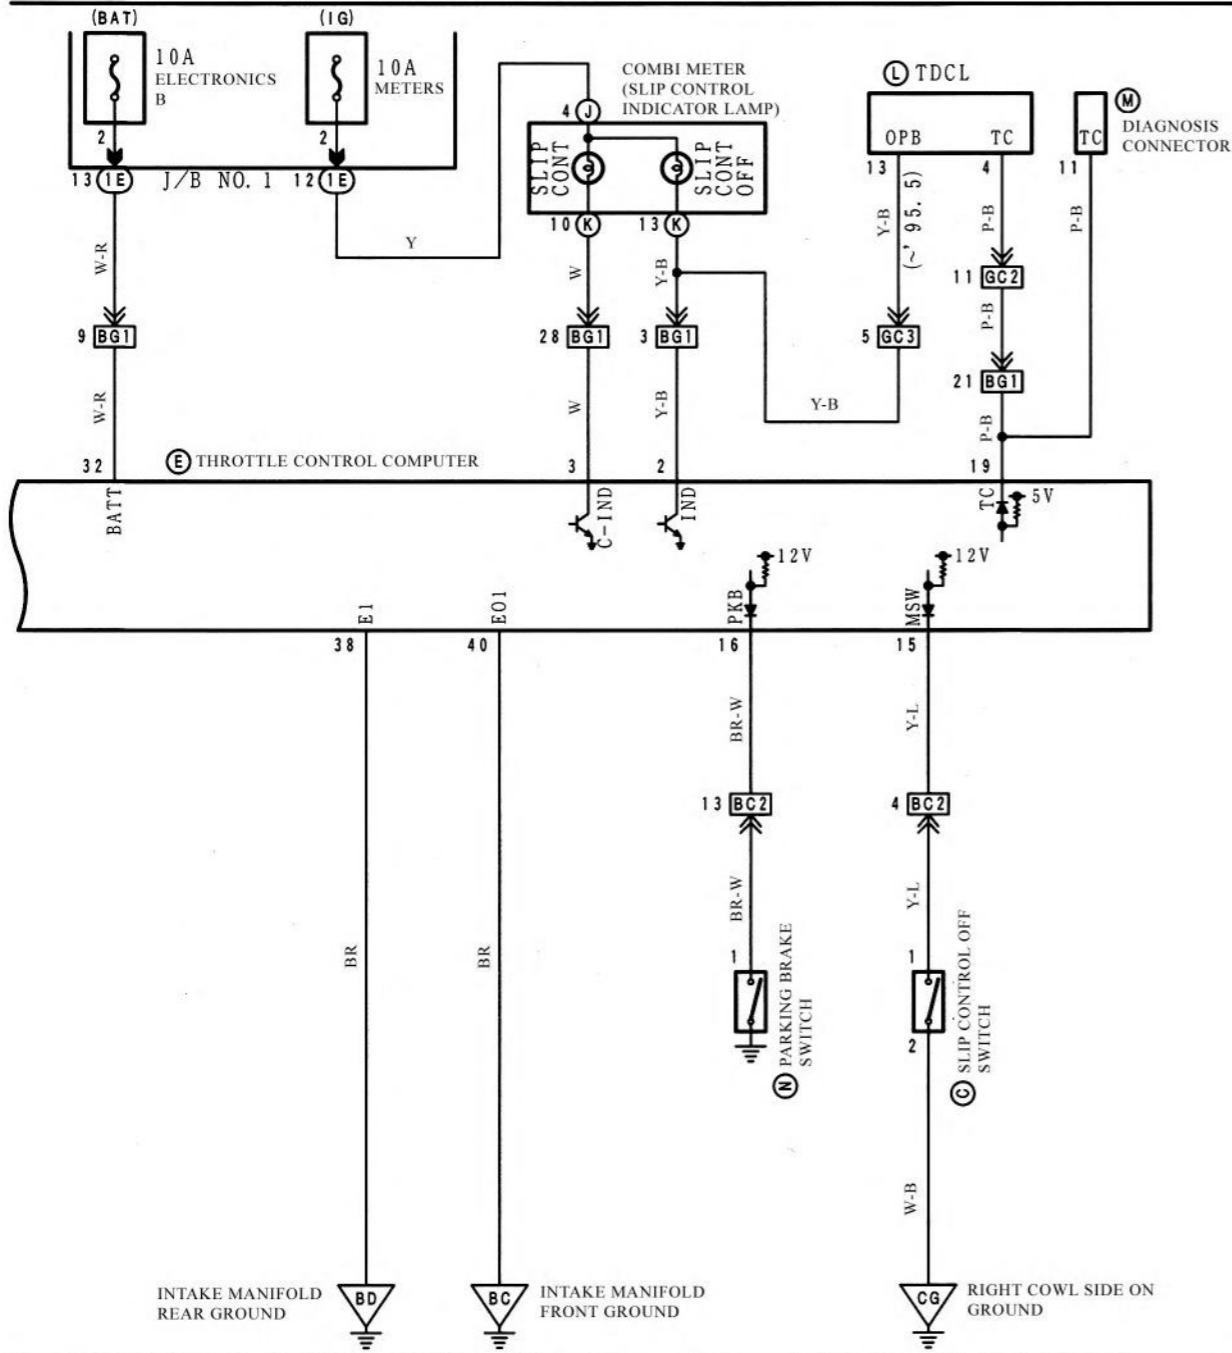 (BAT)
(IG)
10A
ELECTRONICS
B
10A
METERS
2
2
13 1E
J/B NO. 1
12 1E
COMBI METER
(SLIP CONTROL
INDICATOR LAMP)
4 J
SLIP
CONT
SLIP
CONT
OFF
10 K
13 K
L TDCL
OPB
TC
13
4
M
DIAGNOSIS
CONNECTOR
TC
11
W-R
Y
W
Y-B
Y-B
(~'95. 5)
P-B
P-B
11 GC2
P-B
9 BG1
28 BG1
3 BG1
5 GC3
21 BG1
W-R
W
Y-B
Y-B
P-B
32
E THROTTLE CONTROL COMPUTER
3
2
19
BATT
C-IND
IND
TC
5V
12V
12V
E1
EO1
PKB
MSW
38
40
16
15
BR-W
Y-L
13 BC2
4 BC2
BR-W
Y-L
BR
BR
1
1
2
N PARKING BRAKE
SWITCH
C SLIP CONTROL OFF
SWITCH
W-B
INTAKE MANIFOLD
REAR GROUND
BD
BC
INTAKE MANIFOLD
FRONT GROUND
CG
RIGHT COWL SIDE ON
GROUND